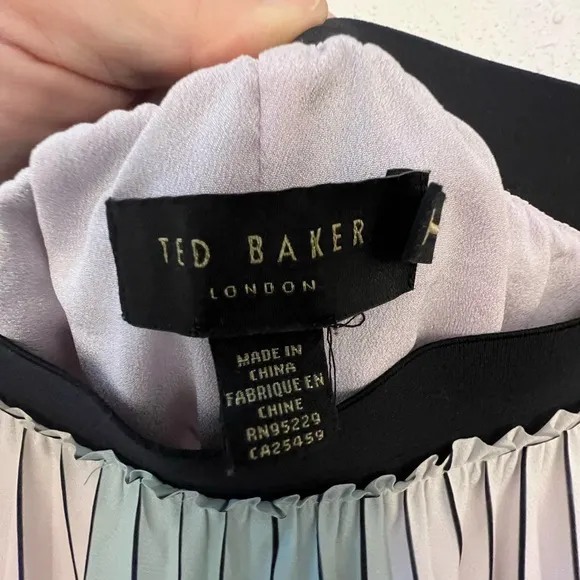 TED BAKER
LONDON
MADE IN
CHINA
FABRIQUE EN
CHINE
RN95229
CA25459